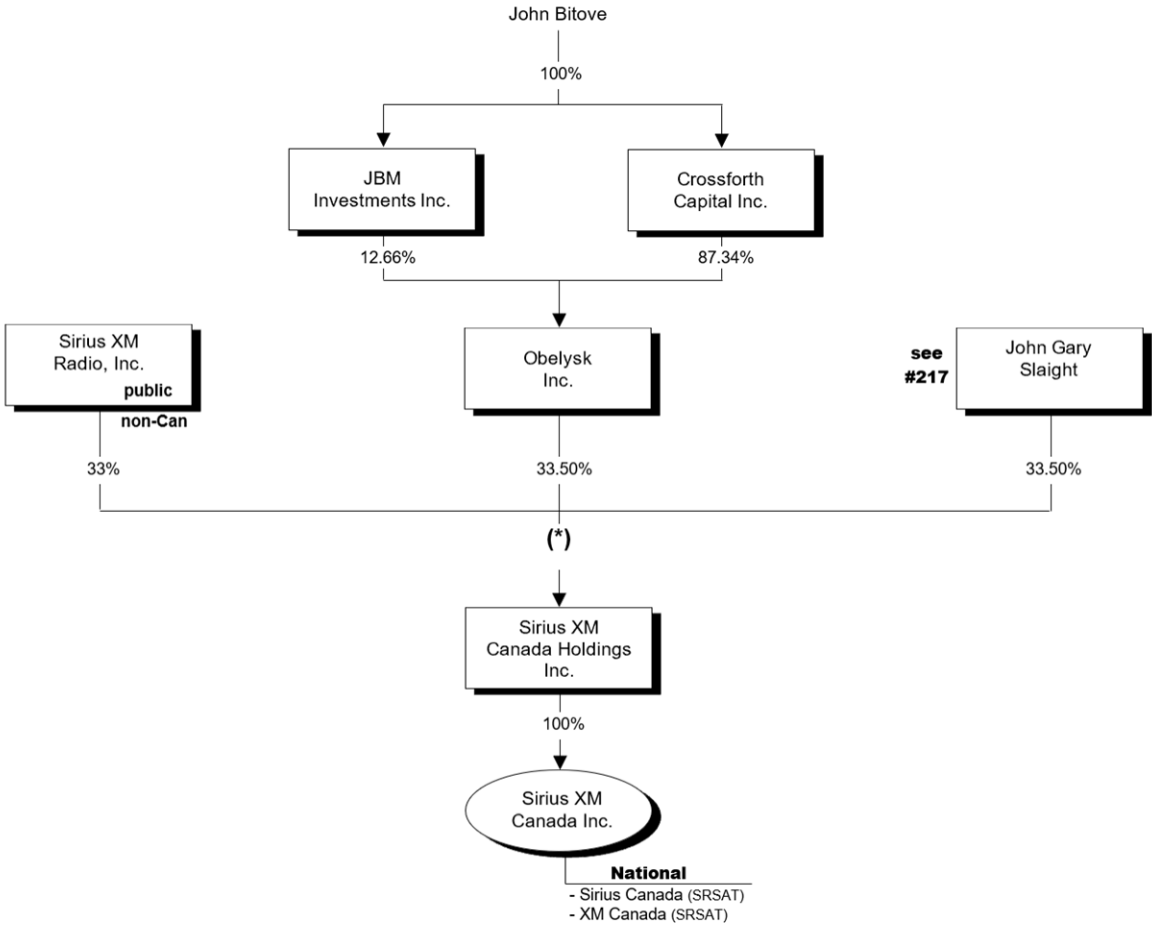 John Bitove
100%
JBM
Investments Inc.
Crossforth
Capital Inc.
12.66%
87.34%
Sirius XM
Radio, Inc.
public
non-Can
Obelysk
Inc.
see
#217
John Gary
Slaight
33%
33.50%
33.50%
(*)
Sirius XM
Canada Holdings
Inc.
100%
Sirius XM
Canada Inc.
National
- Sirius Canada (SRSAT)
- XM Canada (SRSAT)